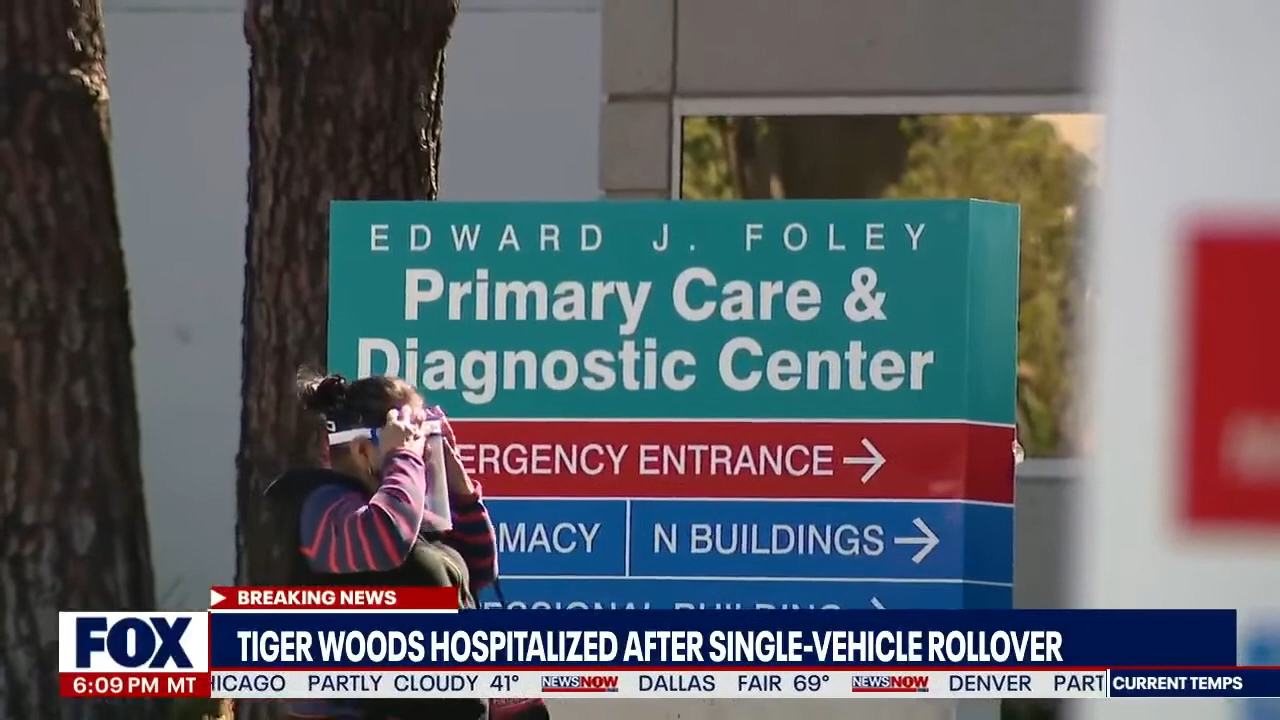 EDWARD J. FOLEY
Primary Care &
Diagnostic Center
ERGENCY ENTRANCE →
MACY
N BUILDINGS →
BREAKING NEWS
FOX
TIGER WOODS HOSPITALIZED AFTER SINGLE-VEHICLE ROLLOVER
6:09 PM MT
HICAGO PARTLY CLOUDY 41° NEWSNOW DALLAS FAIR 69° NEWSNOW DENVER PART
CURRENT TEMPS